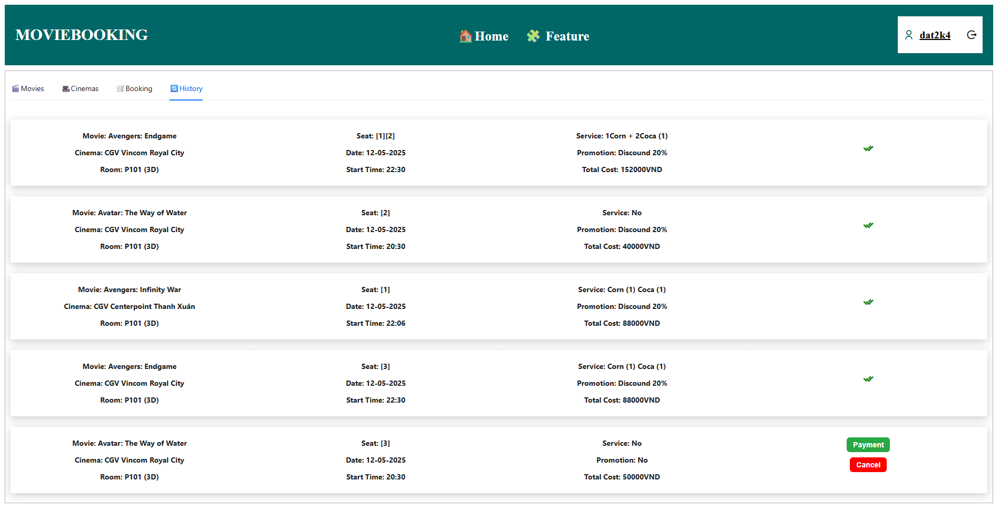 MOVIEBOOKING
Home
Feature
dat2k4
Movies
Cinemas
Booking
History
Movie: Avengers: Endgame
Cinema: CGV Vincom Royal City
Room: P101 (3D)
Seat: [1][2]
Date: 12-05-2025
Start Time: 22:30
Service: 1Corn + 2Coca (1)
Promotion: Discound 20%
Total Cost: 152000VND
Movie: Avatar: The Way of Water
Cinema: CGV Vincom Royal City
Room: P101 (3D)
Seat: [2]
Date: 12-05-2025
Start Time: 20:30
Service: No
Promotion: Discound 20%
Total Cost: 40000VND
Movie: Avengers: Infinity War
Cinema: CGV Centerpoint Thanh Xuân
Room: P101 (3D)
Seat: [1]
Date: 12-05-2025
Start Time: 22:06
Service: Corn (1) Coca (1)
Promotion: Discound 20%
Total Cost: 88000VND
Movie: Avengers: Endgame
Cinema: CGV Vincom Royal City
Room: P101 (3D)
Seat: [3]
Date: 12-05-2025
Start Time: 22:30
Service: Corn (1) Coca (1)
Promotion: Discound 20%
Total Cost: 88000VND
Movie: Avatar: The Way of Water
Cinema: CGV Vincom Royal City
Room: P101 (3D)
Seat: [3]
Date: 12-05-2025
Start Time: 20:30
Service: No
Promotion: No
Total Cost: 50000VND
Payment
Cancel